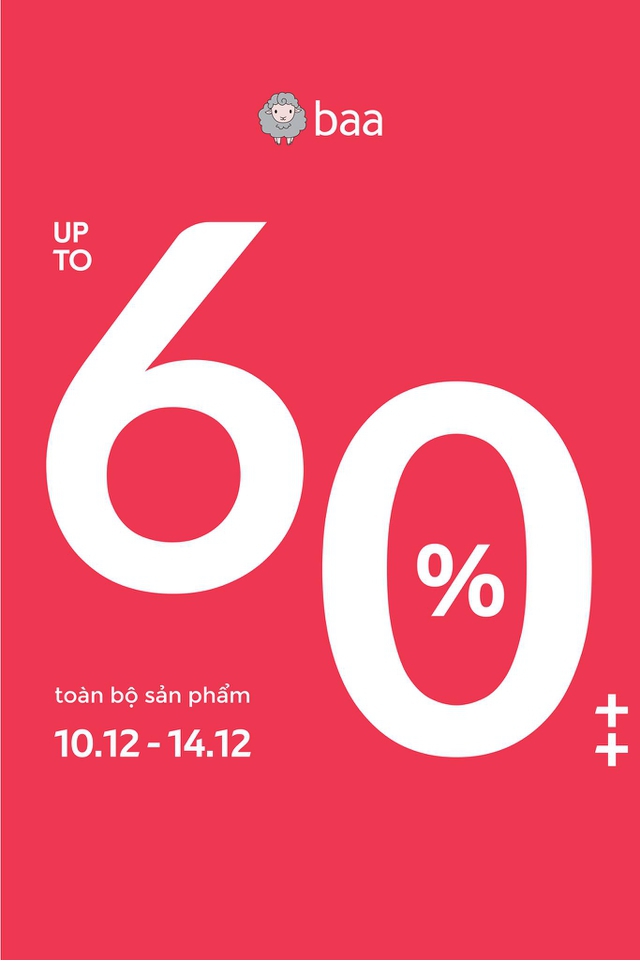 baa
UP
TO
60
%
++
toàn bộ sản phẩm
10.12 - 14.12